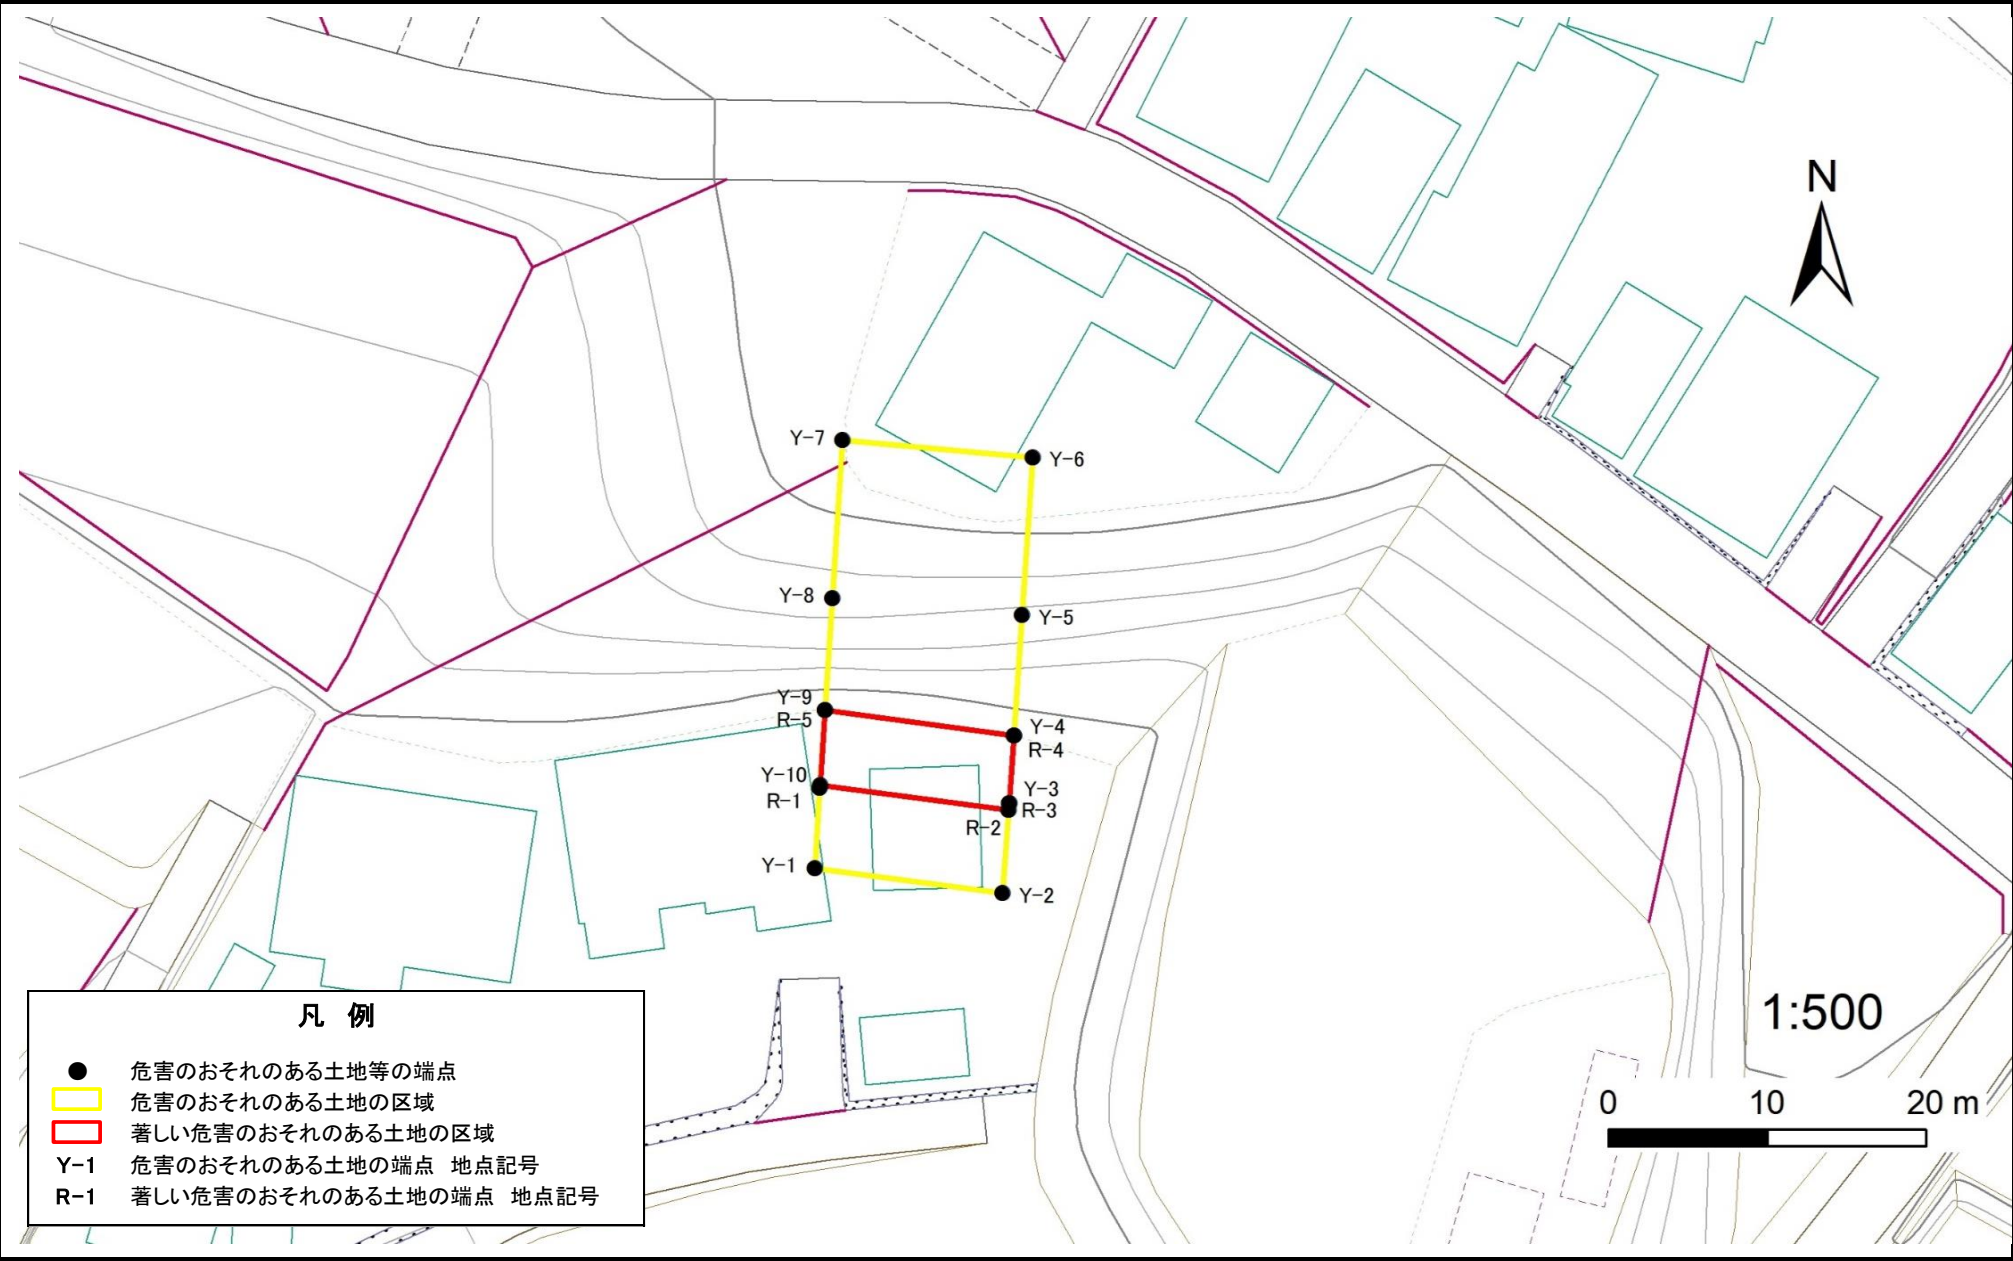 N
Y-7
Y-6
Y-8
Y-5
Y-9
R-5
Y-4
R-4
Y-10
R-1
Y-3
R-3
R-2
Y-1
Y-2
1:500
0 10 20 m
凡 例
危害のおそれのある土地等の端点
危害のおそれのある土地の区域
著しい危害のおそれのある土地の区域
Y-1 危害のおそれのある土地の端点 地点記号
R-1 著しい危害のおそれのある土地の端点 地点記号